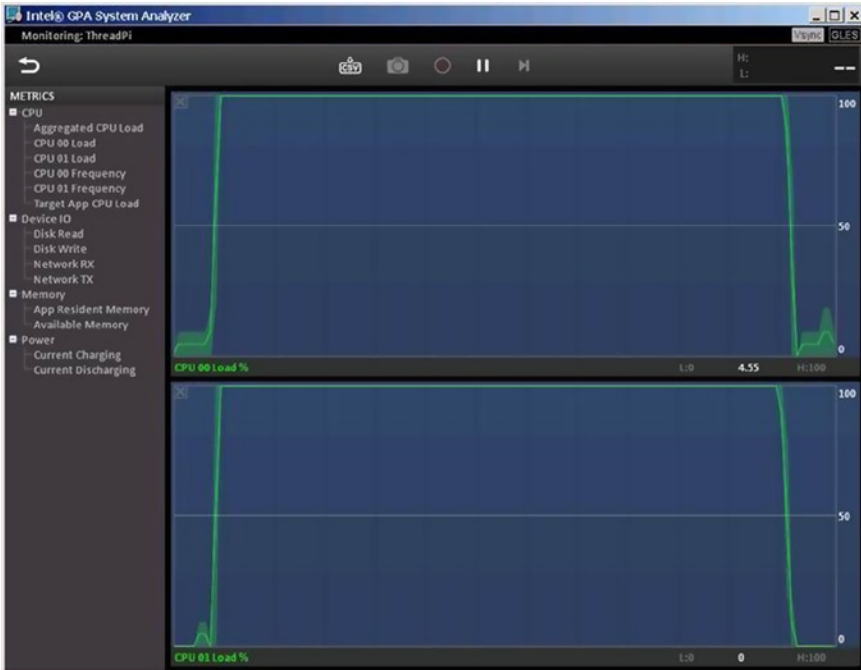 Intel® GPA System Analyzer
Monitoring: ThreadPi
Vsync GLES
CSV
H:
L:
--
METRICS
CPU
Aggregated CPU Load
CPU 00 Load
CPU 01 Load
CPU 00 Frequency
CPU 01 Frequency
Target App CPU Load
Device IO
Disk Read
Disk Write
Network RX
Network TX
Memory
App Resident Memory
Available Memory
Power
Current Charging
Current Discharging
100
50
0
CPU 00 Load % L:0 4.55 H:100
100
50
0
CPU 01 Load % L:0 0 H:100